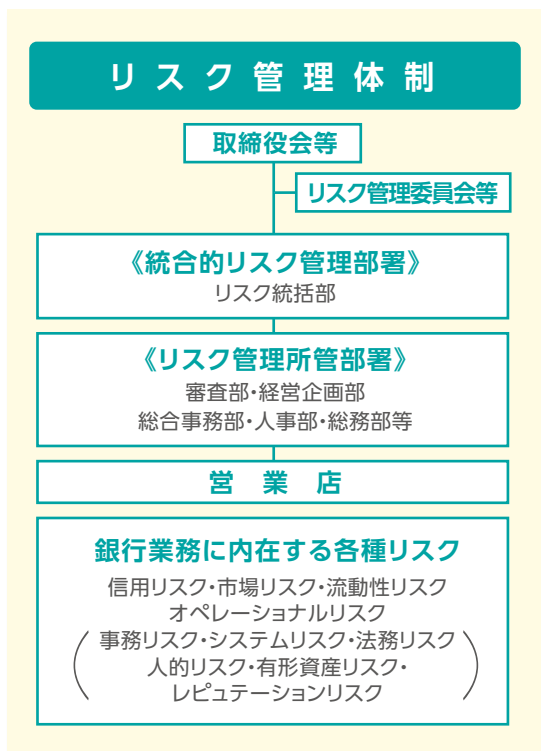 リスク管理体制
取締役会等
リスク管理委員会等
《統合的リスク管理部署》
リスク統括部
《リスク管理所管部署》
審査部・経営企画部
総合事務部・人事部・総務部等
営業店
銀行業務に内在する各種リスク
信用リスク・市場リスク・流動性リスク
オペレーショナルリスク
(事務リスク・システムリスク・法務リスク
人的リスク・有形資産リスク・
レピュテーションリスク)